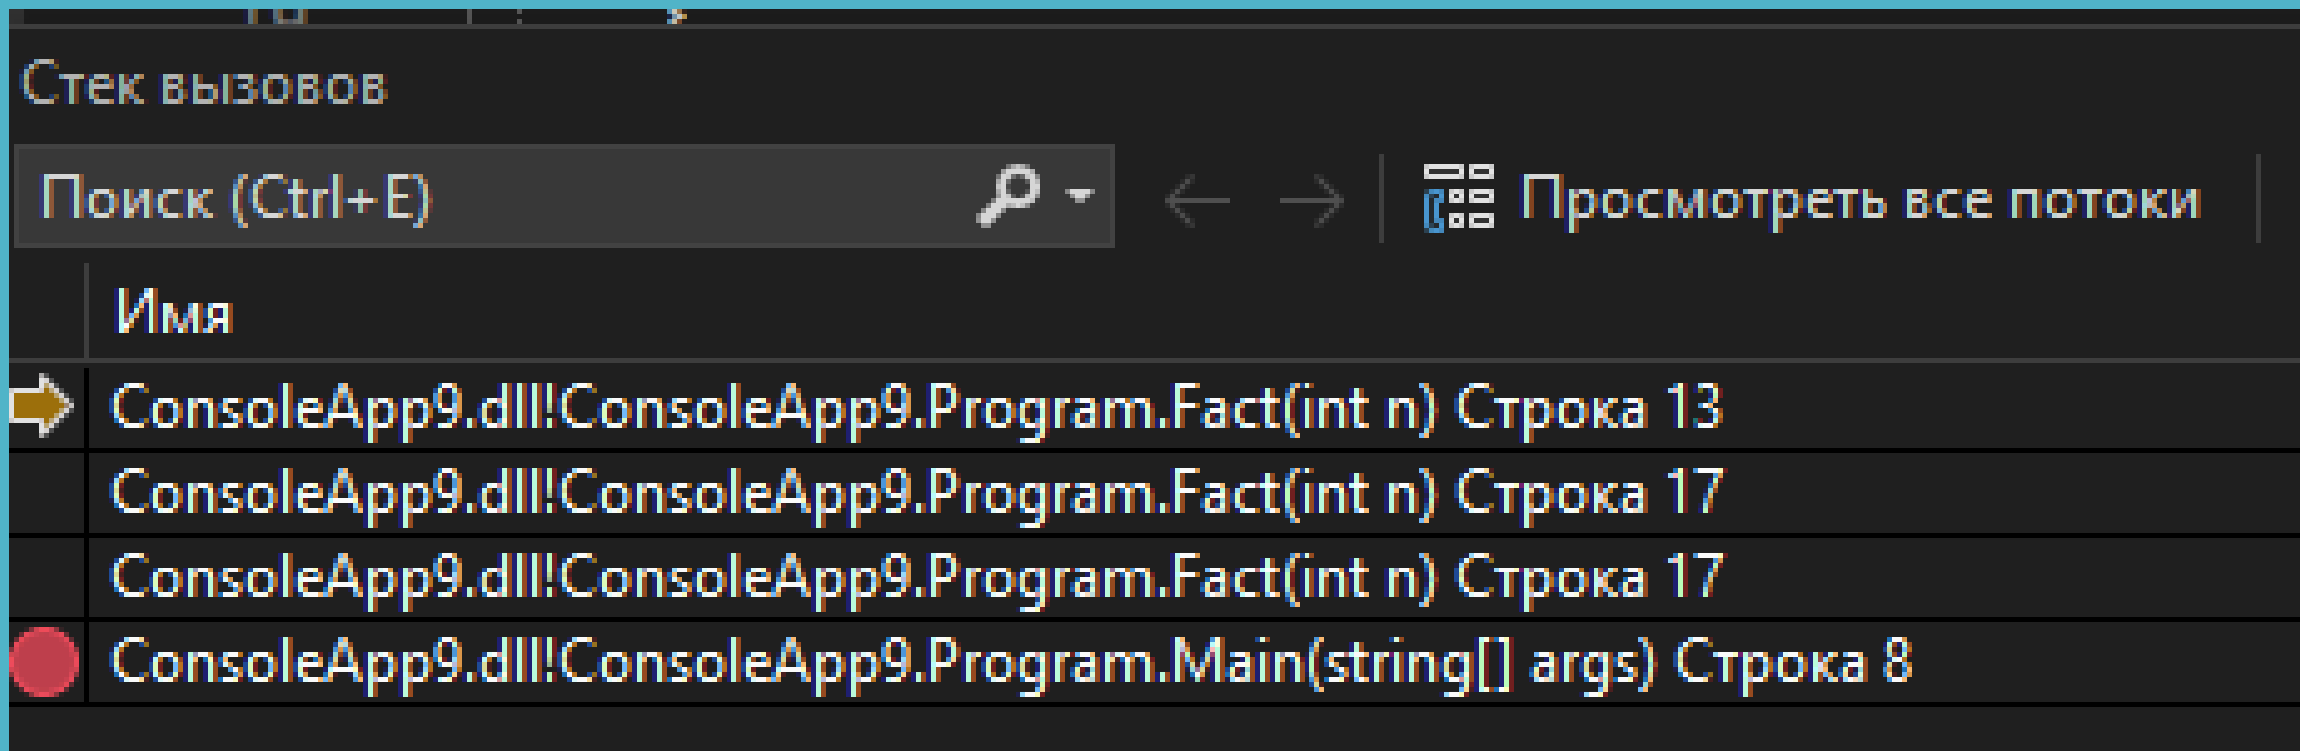 Стек вызовов
Поиск (Ctrl+E)
Просмотреть все потоки
Имя
ConsoleApp9.dll!ConsoleApp9.Program.Fact(int n) Строка 13
ConsoleApp9.dll!ConsoleApp9.Program.Fact(int n) Строка 17
ConsoleApp9.dll!ConsoleApp9.Program.Fact(int n) Строка 17
ConsoleApp9.dll!ConsoleApp9.Program.Main(string[] args) Строка 8